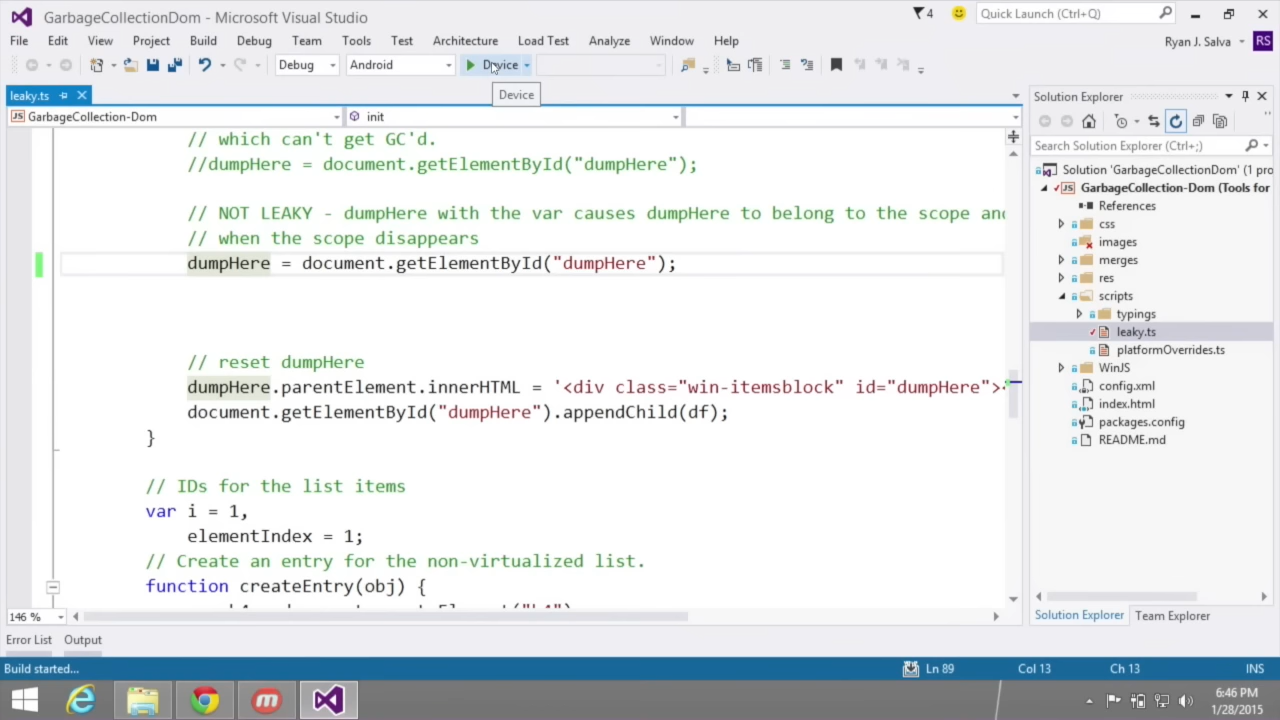 GarbageCollectionDom - Microsoft Visual Studio
4
Quick Launch (Ctrl+Q)
File Edit View Project Build Debug Team Tools Test Architecture Load Test Analyze Window Help
Ryan J. Salva RS
Debug Android Device
Device
leaky.ts
GarbageCollection-Dom
init
// which can't get GC'd.
//dumpHere = document.getElementById("dumpHere");
// NOT LEAKY - dumpHere with the var causes dumpHere to belong to the scope and
// when the scope disappears
dumpHere = document.getElementById("dumpHere");
// reset dumpHere
dumpHere.parentElement.innerHTML = '<div class="win-itemsblock" id="dumpHere"><
document.getElementById("dumpHere").appendChild(df);
}
// IDs for the list items
var i = 1,
elementIndex = 1;
// Create an entry for the non-virtualized list.
function createEntry(obj) {
146 %
Solution Explorer
Search Solution Explorer (Ctrl+;)
Solution 'GarbageCollectionDom' (1 pro
GarbageCollection-Dom (Tools for
References
css
images
merges
res
scripts
typings
leaky.ts
platformOverrides.ts
WinJS
config.xml
index.html
packages.config
README.md
Solution Explorer Team Explorer
Error List Output
Build started... Ln 89 Col 13 Ch 13 INS
6:46 PM
1/28/2015